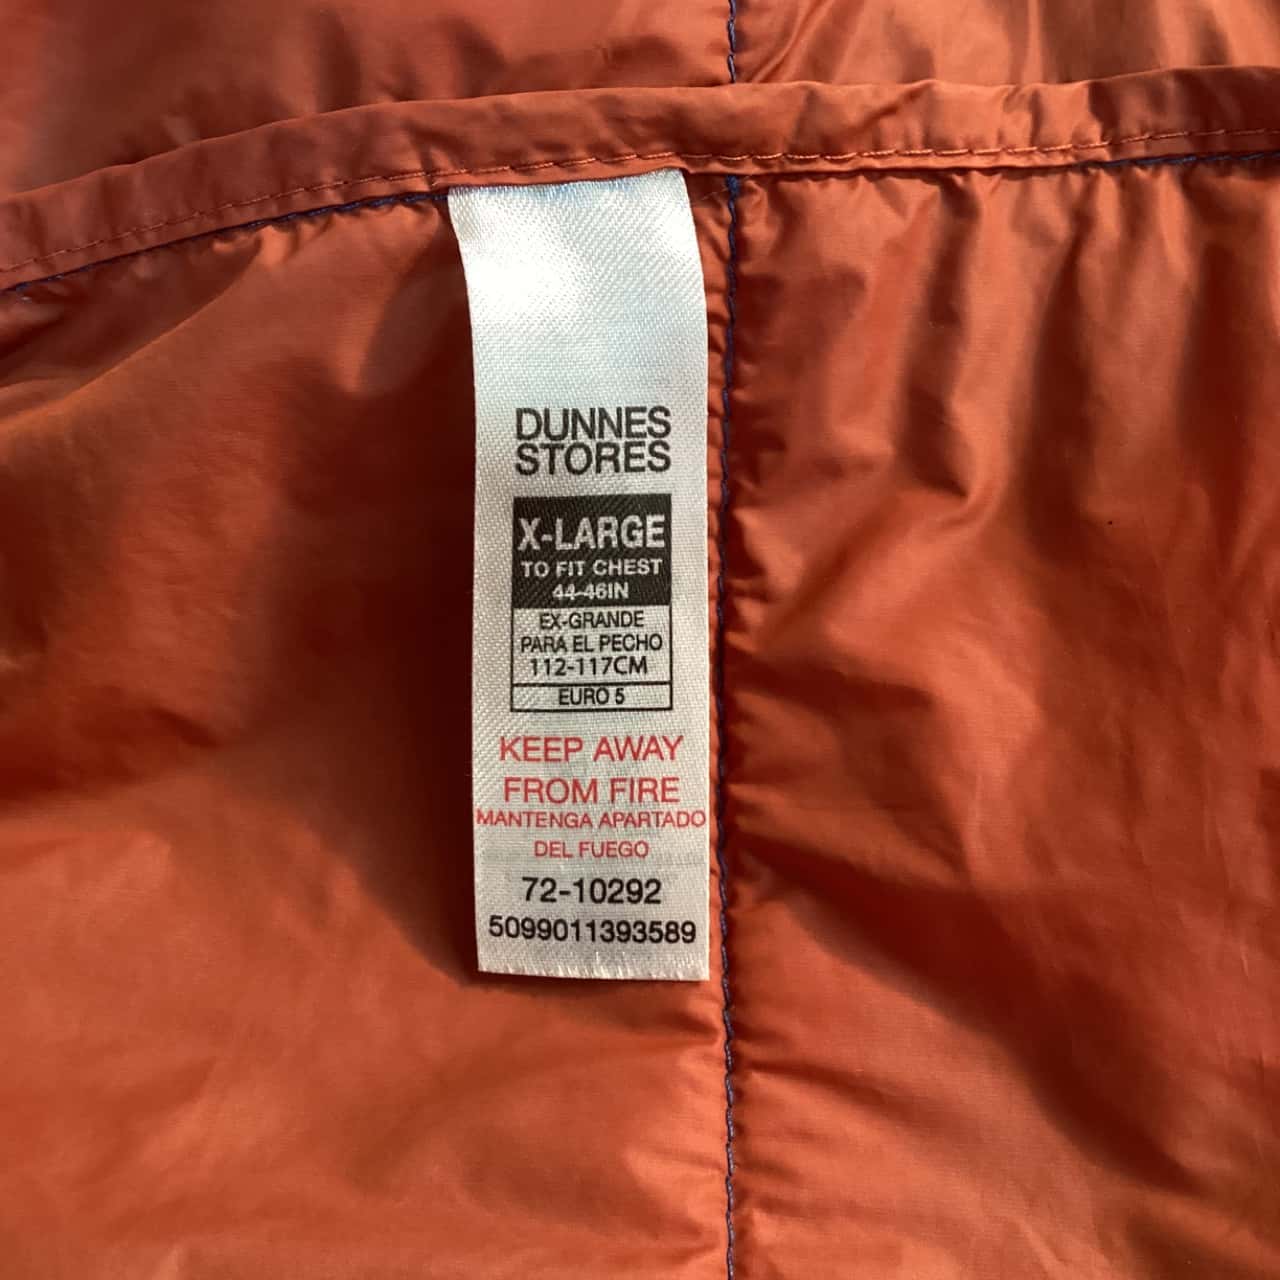 DUNNES
STORES
X-LARGE
TO FIT CHEST
44-46IN
EX-GRANDE
PARA EL PECHO
112-117CM
EURO 5
KEEP AWAY
FROM FIRE
MANTENGA APARTADO
DEL FUEGO
72-10292
5099011393589